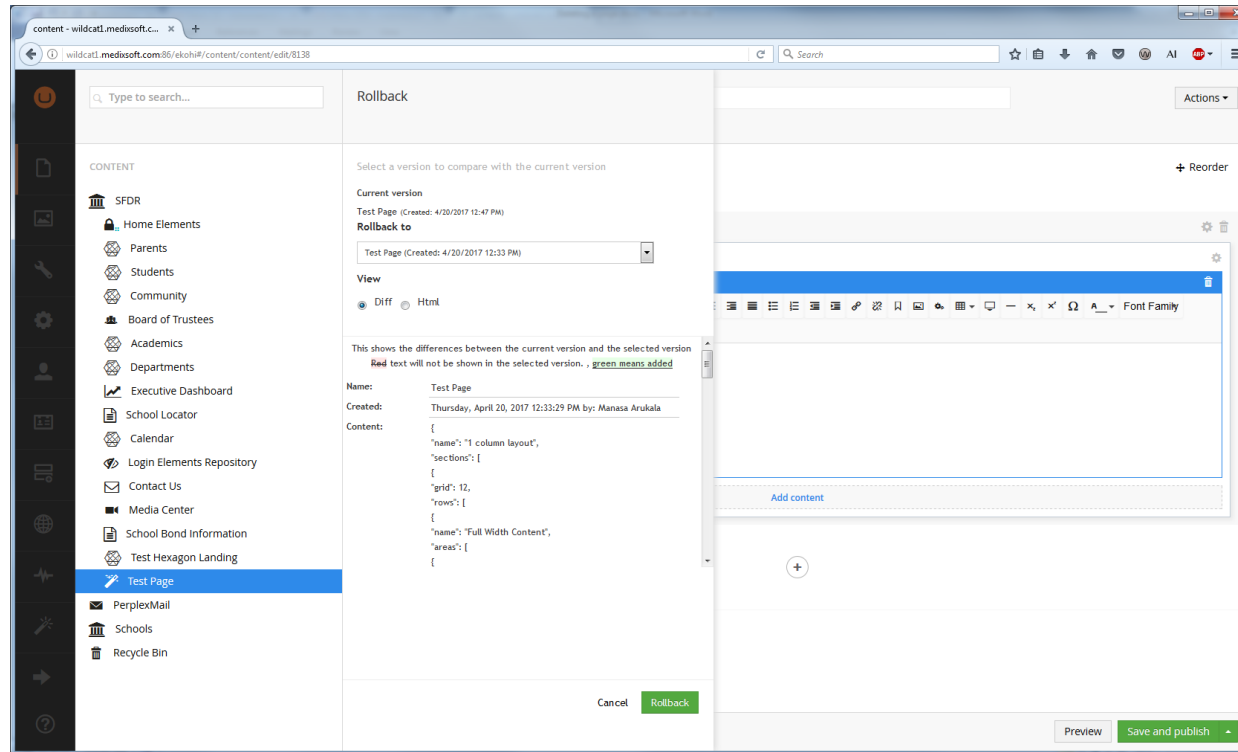 content - wildcat1.medixsoft.c...
wildcat1.medixsoft.com:86/ekohi#/content/content/edit/8138
Search
ABP
Type to search...
Rollback
Actions
CONTENT
Select a version to compare with the current version
Reorder
Current version
SFDR
Test Page (Created: 4/20/2017 12:47 PM)
Home Elements
Rollback to
Parents
Test Page (Created: 4/20/2017 12:33 PM)
Students
View
Community
Diff Html
Font Family
Board of Trustees
Academics
This shows the differences between the current version and the selected version
Red text will not be shown in the selected version. , green means added
Departments
Name: Test Page
Executive Dashboard
Created: Thursday, April 20, 2017 12:33:29 PM by: Manasa Arukala
School Locator
Content: {
Calendar
"name": "1 column layout",
"sections": [
Login Elements Repository
{
Contact Us
"grid": 12,
Add content
"rows": [
Media Center
{
School Bond Information
"name": "Full Width Content",
"areas": [
Test Hexagon Landing
{
Test Page
PerplexMail
Schools
Recycle Bin
Cancel
Rollback
Preview
Save and publish